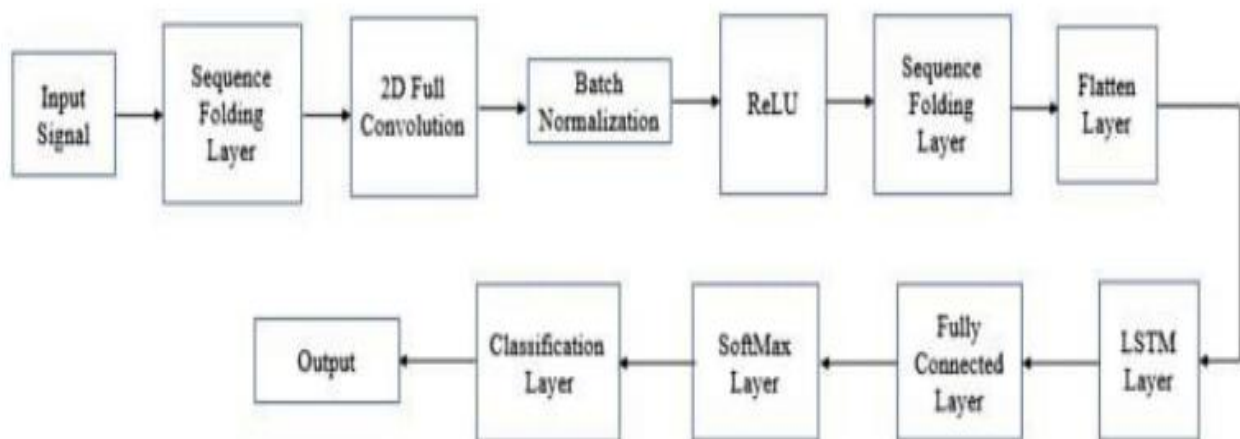 Input
Signal
Sequence
Folding
Layer
2D Full
Convolution
Batch
Normalization
ReLU
Sequence
Folding
Layer
Flatten
Layer
LSTM
Layer
Fully
Connected
Layer
SoftMax
Layer
Classification
Layer
Output